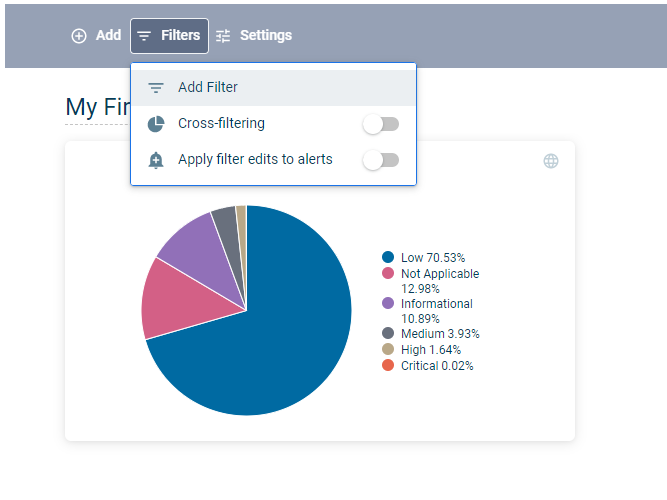 Add Filters Settings
Add Filter
Cross-filtering
Apply filter edits to alerts
My Fir
Low 70.53%
Not Applicable
12.98%
Informational
10.89%
Medium 3.93%
High 1.64%
Critical 0.02%